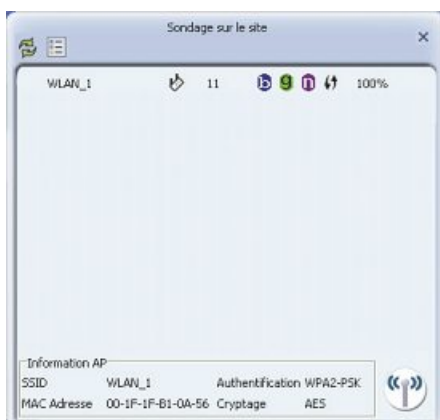 Sondage sur le site
WLAN_1 11 b g n 100%
Information AP
SSID WLAN_1 Authentification WPA2-PSK
MAC Adresse 00-1F-1F-B1-0A-56 Cryptage AES